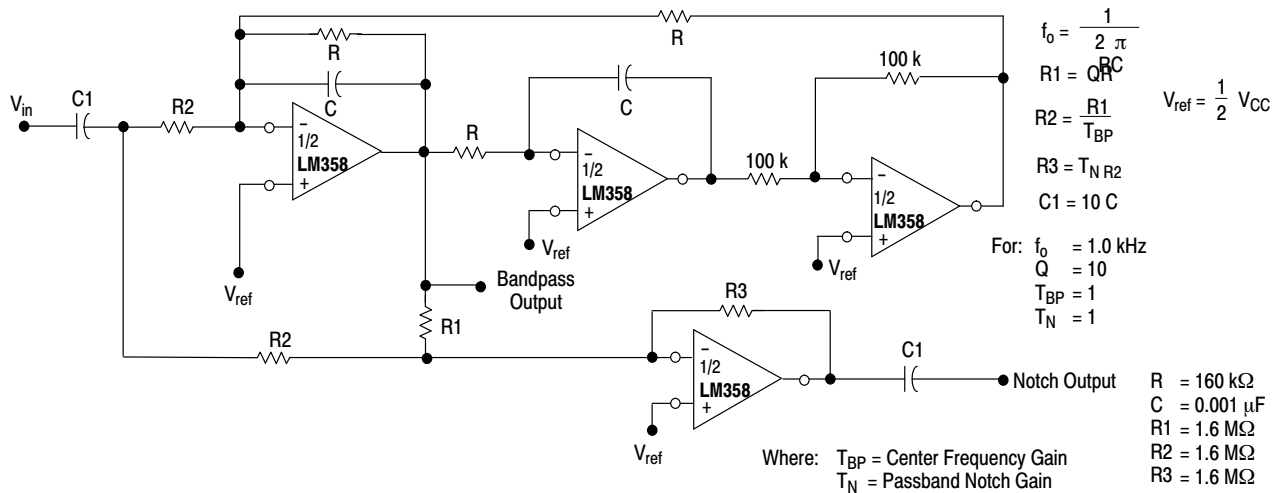 R
R
C
V_in
C1
R2
−
1/2
LM358
+
V_ref
R
C
−
1/2
LM358
+
V_ref
100 k
100 k
−
1/2
LM358
+
V_ref
Bandpass
Output
R1
R2
R3
−
1/2
LM358
+
V_ref
C1
Notch Output
f_o = 1 / 2 π RC
R1 = QR
R2 = R1 / T_BP
R3 = T_N R2
C1 = 10 C
V_ref = 1/2 V_CC
For: f_o = 1.0 kHz
Q = 10
T_BP = 1
T_N = 1
R = 160 kΩ
C = 0.001 μF
R1 = 1.6 MΩ
R2 = 1.6 MΩ
R3 = 1.6 MΩ
Where: T_BP = Center Frequency Gain
T_N = Passband Notch Gain